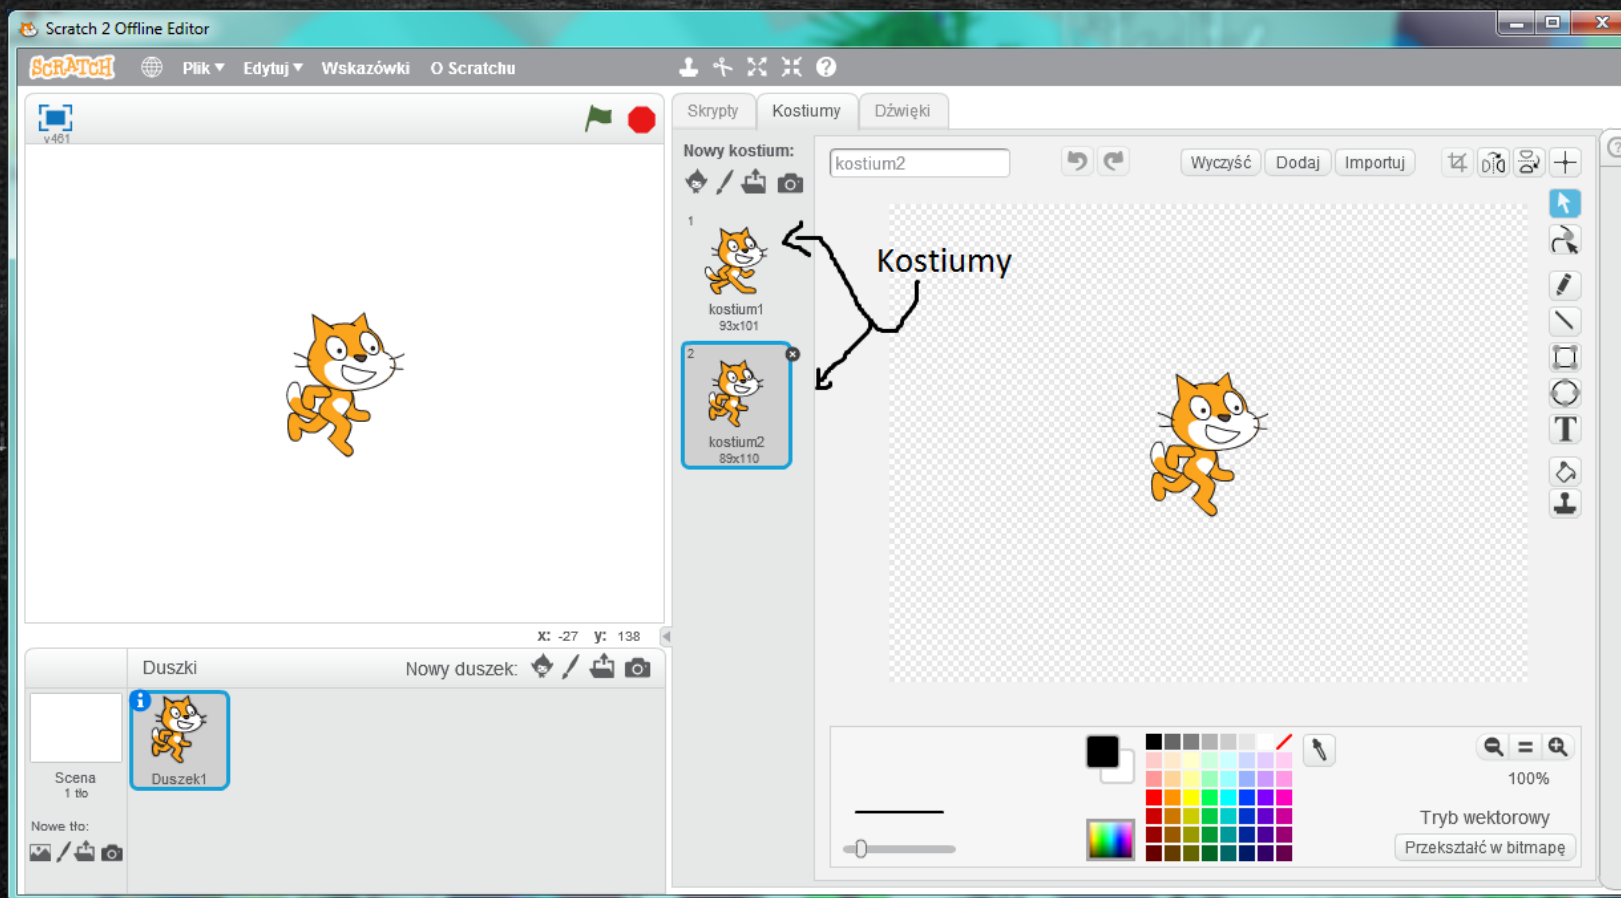 Scratch 2 Offline Editor
SCRATCH Plik Edytuj Wskazówki O Scratchu
v461
Skrypty Kostiumy Dźwięki
Nowy kostium:
kostium2
Wyczyść Dodaj Importuj
1
kostium1
93x101
2
kostium2
89x110
Kostiumy
T
x: -27 y: 138
Duszki Nowy duszek:
Scena
1 tło
Nowe tło:
Duszek1
100%
Tryb wektorowy
Przekształć w bitmapę